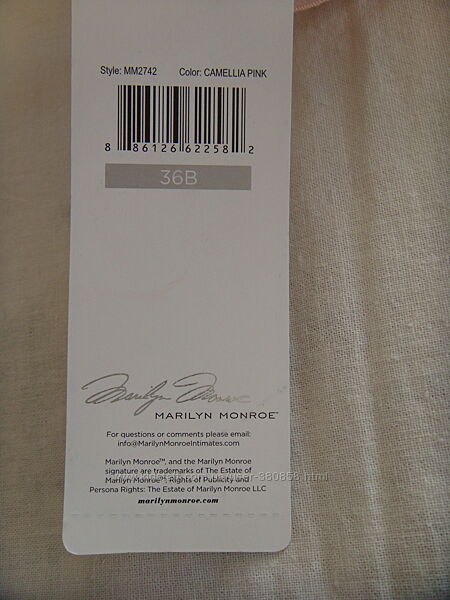 Style: MM2742 Color: CAMELLIA PINK
8 86126 62258 2
36B
Marilyn Monroe
MARILYN MONROE™
For questions or comments please email:
info@MarilynMonroeIntimates.com
Marilyn Monroe™, and the Marilyn Monroe
signature are trademarks of The Estate of
Marilyn Monroe™. Rights of Publicity and
Persona Rights: The Estate of Marilyn Monroe LLC
marilynmonroe.com